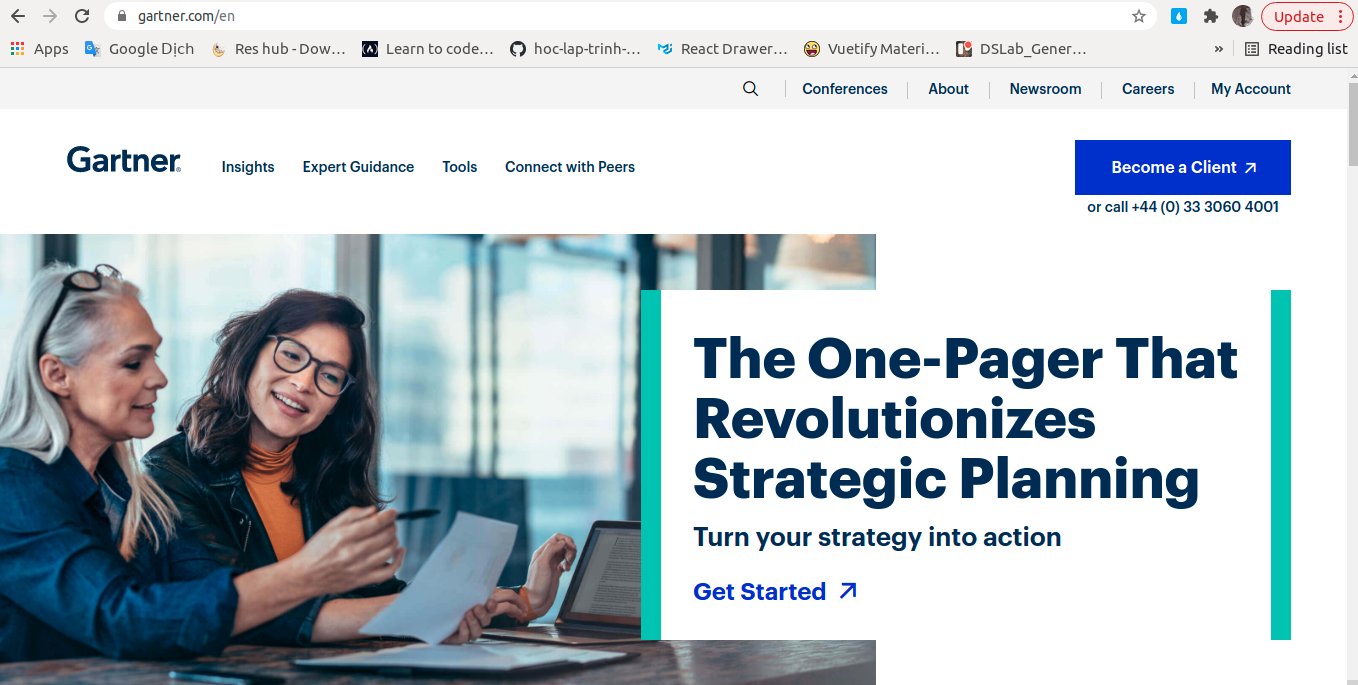 gartner.com/en
Update
Apps Google Dịch Res hub - Dow... Learn to code... hoc-lap-trinh-... React Drawer... Vuetify Materi... DSLab_Gener... » Reading list
Conferences About Newsroom Careers My Account
Gartner® Insights Expert Guidance Tools Connect with Peers
Become a Client
or call +44 (0) 33 3060 4001
The One-Pager That
Revolutionizes
Strategic Planning
Turn your strategy into action
Get Started